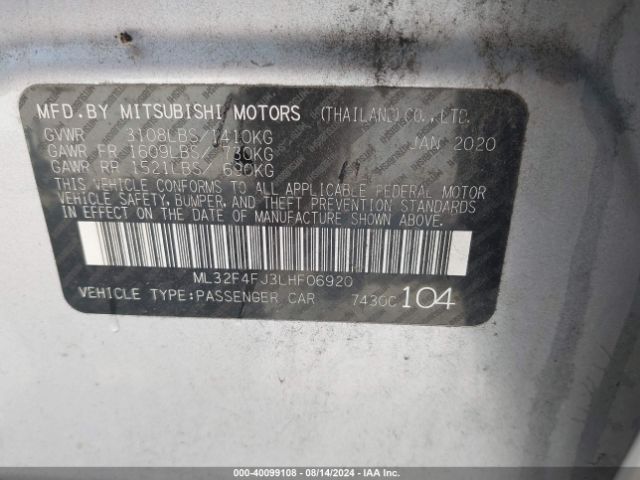 MFD.BY MITSUBISHI MOTORS (THAILAND) CO., LTD.
GVWR 3108LBS/1410KG JAN 2020
GAWR FR 1609LBS/730KG
GAWR RR 1521LBS/690KG
THIS VEHICLE CONFORMS TO ALL APPLICABLE FEDERAL MOTOR
VEHICLE SAFETY, BUMPER, AND THEFT PREVENTION STANDARDS
IN EFFECT ON THE DATE OF MANUFACTURE SHOWN ABOVE.
ML32F4FJ3LHF06920
VEHICLE TYPE:PASSENGER CAR 7430C 104
000-40099108 - 08/14/2024 - IAA Inc.